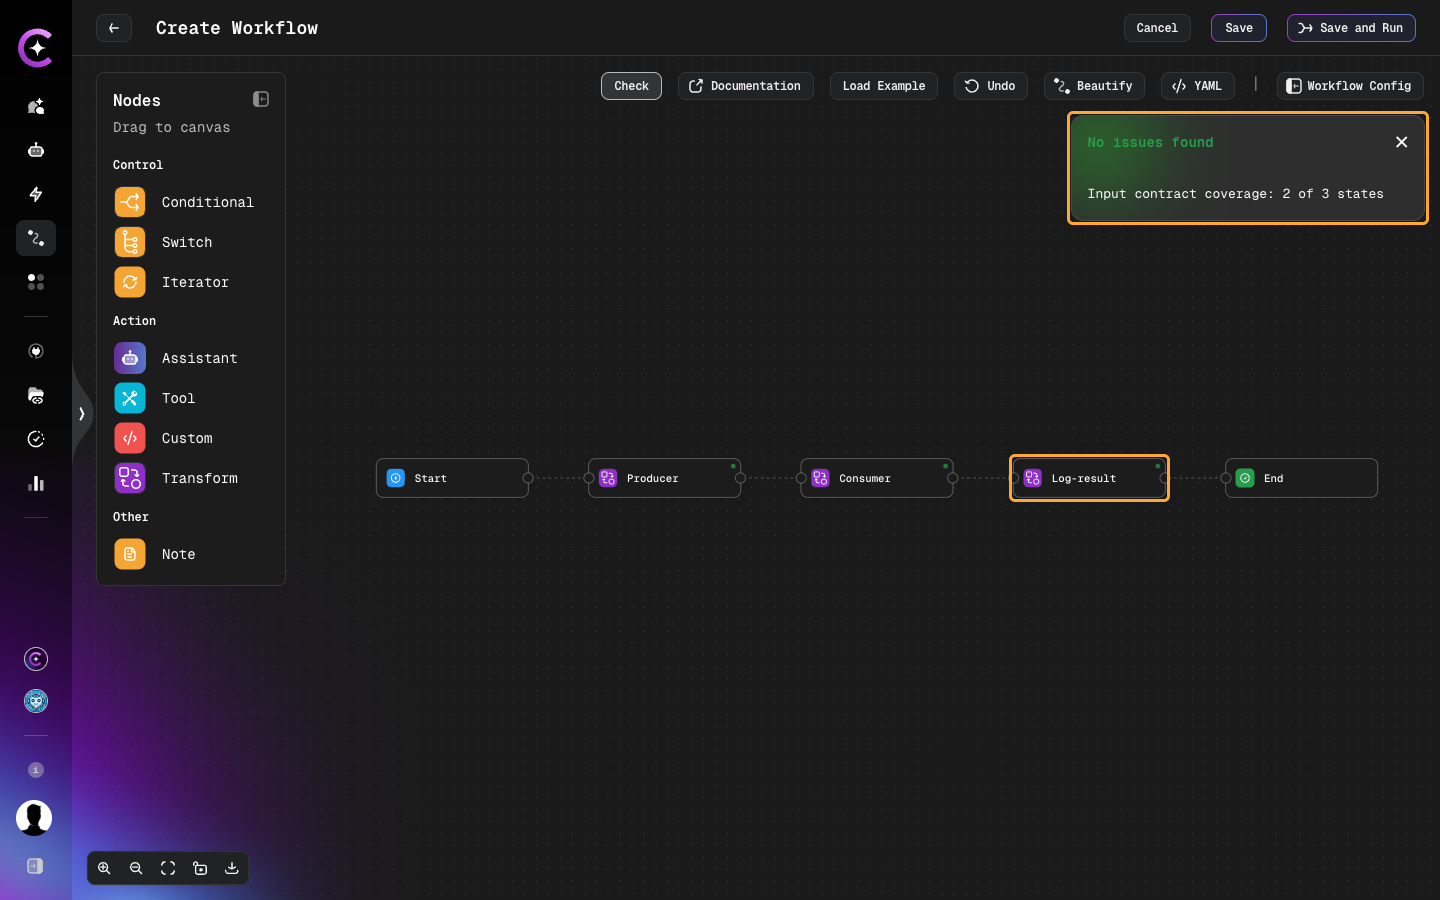 Create Workflow
Cancel
Save
Save and Run
Check
Documentation
Load Example
Undo
Beautify
YAML
Workflow Config
Nodes
Drag to canvas
Control
Conditional
Switch
Iterator
Action
Assistant
Tool
Custom
Transform
Other
Note
No issues found
Input contract coverage: 2 of 3 states
Start
Producer
Consumer
Log-result
End